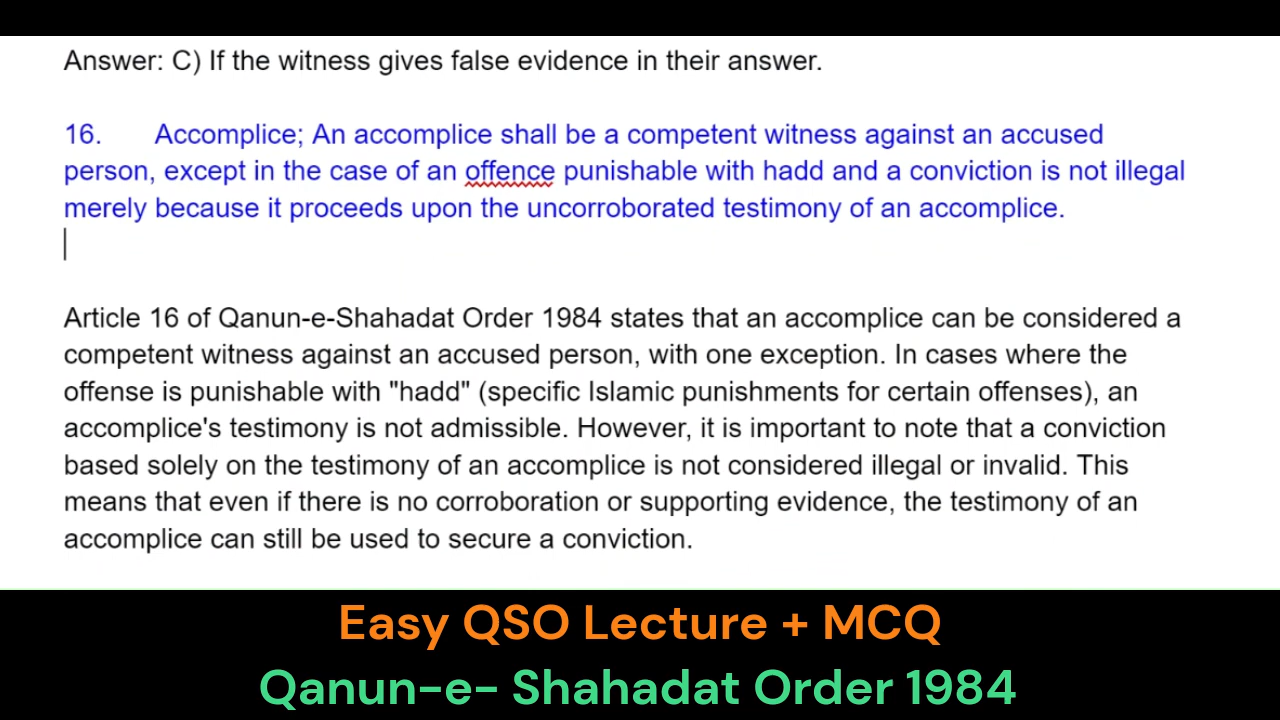 Answer: C) If the witness gives false evidence in their answer.
16. Accomplice; An accomplice shall be a competent witness against an accused
person, except in the case of an offence punishable with hadd and a conviction is not illegal
merely because it proceeds upon the uncorroborated testimony of an accomplice.
Article 16 of Qanun-e-Shahadat Order 1984 states that an accomplice can be considered a
competent witness against an accused person, with one exception. In cases where the
offense is punishable with "hadd" (specific Islamic punishments for certain offenses), an
accomplice's testimony is not admissible. However, it is important to note that a conviction
based solely on the testimony of an accomplice is not considered illegal or invalid. This
means that even if there is no corroboration or supporting evidence, the testimony of an
accomplice can still be used to secure a conviction.
Easy QSO Lecture + MCQ
Qanun-e- Shahadat Order 1984